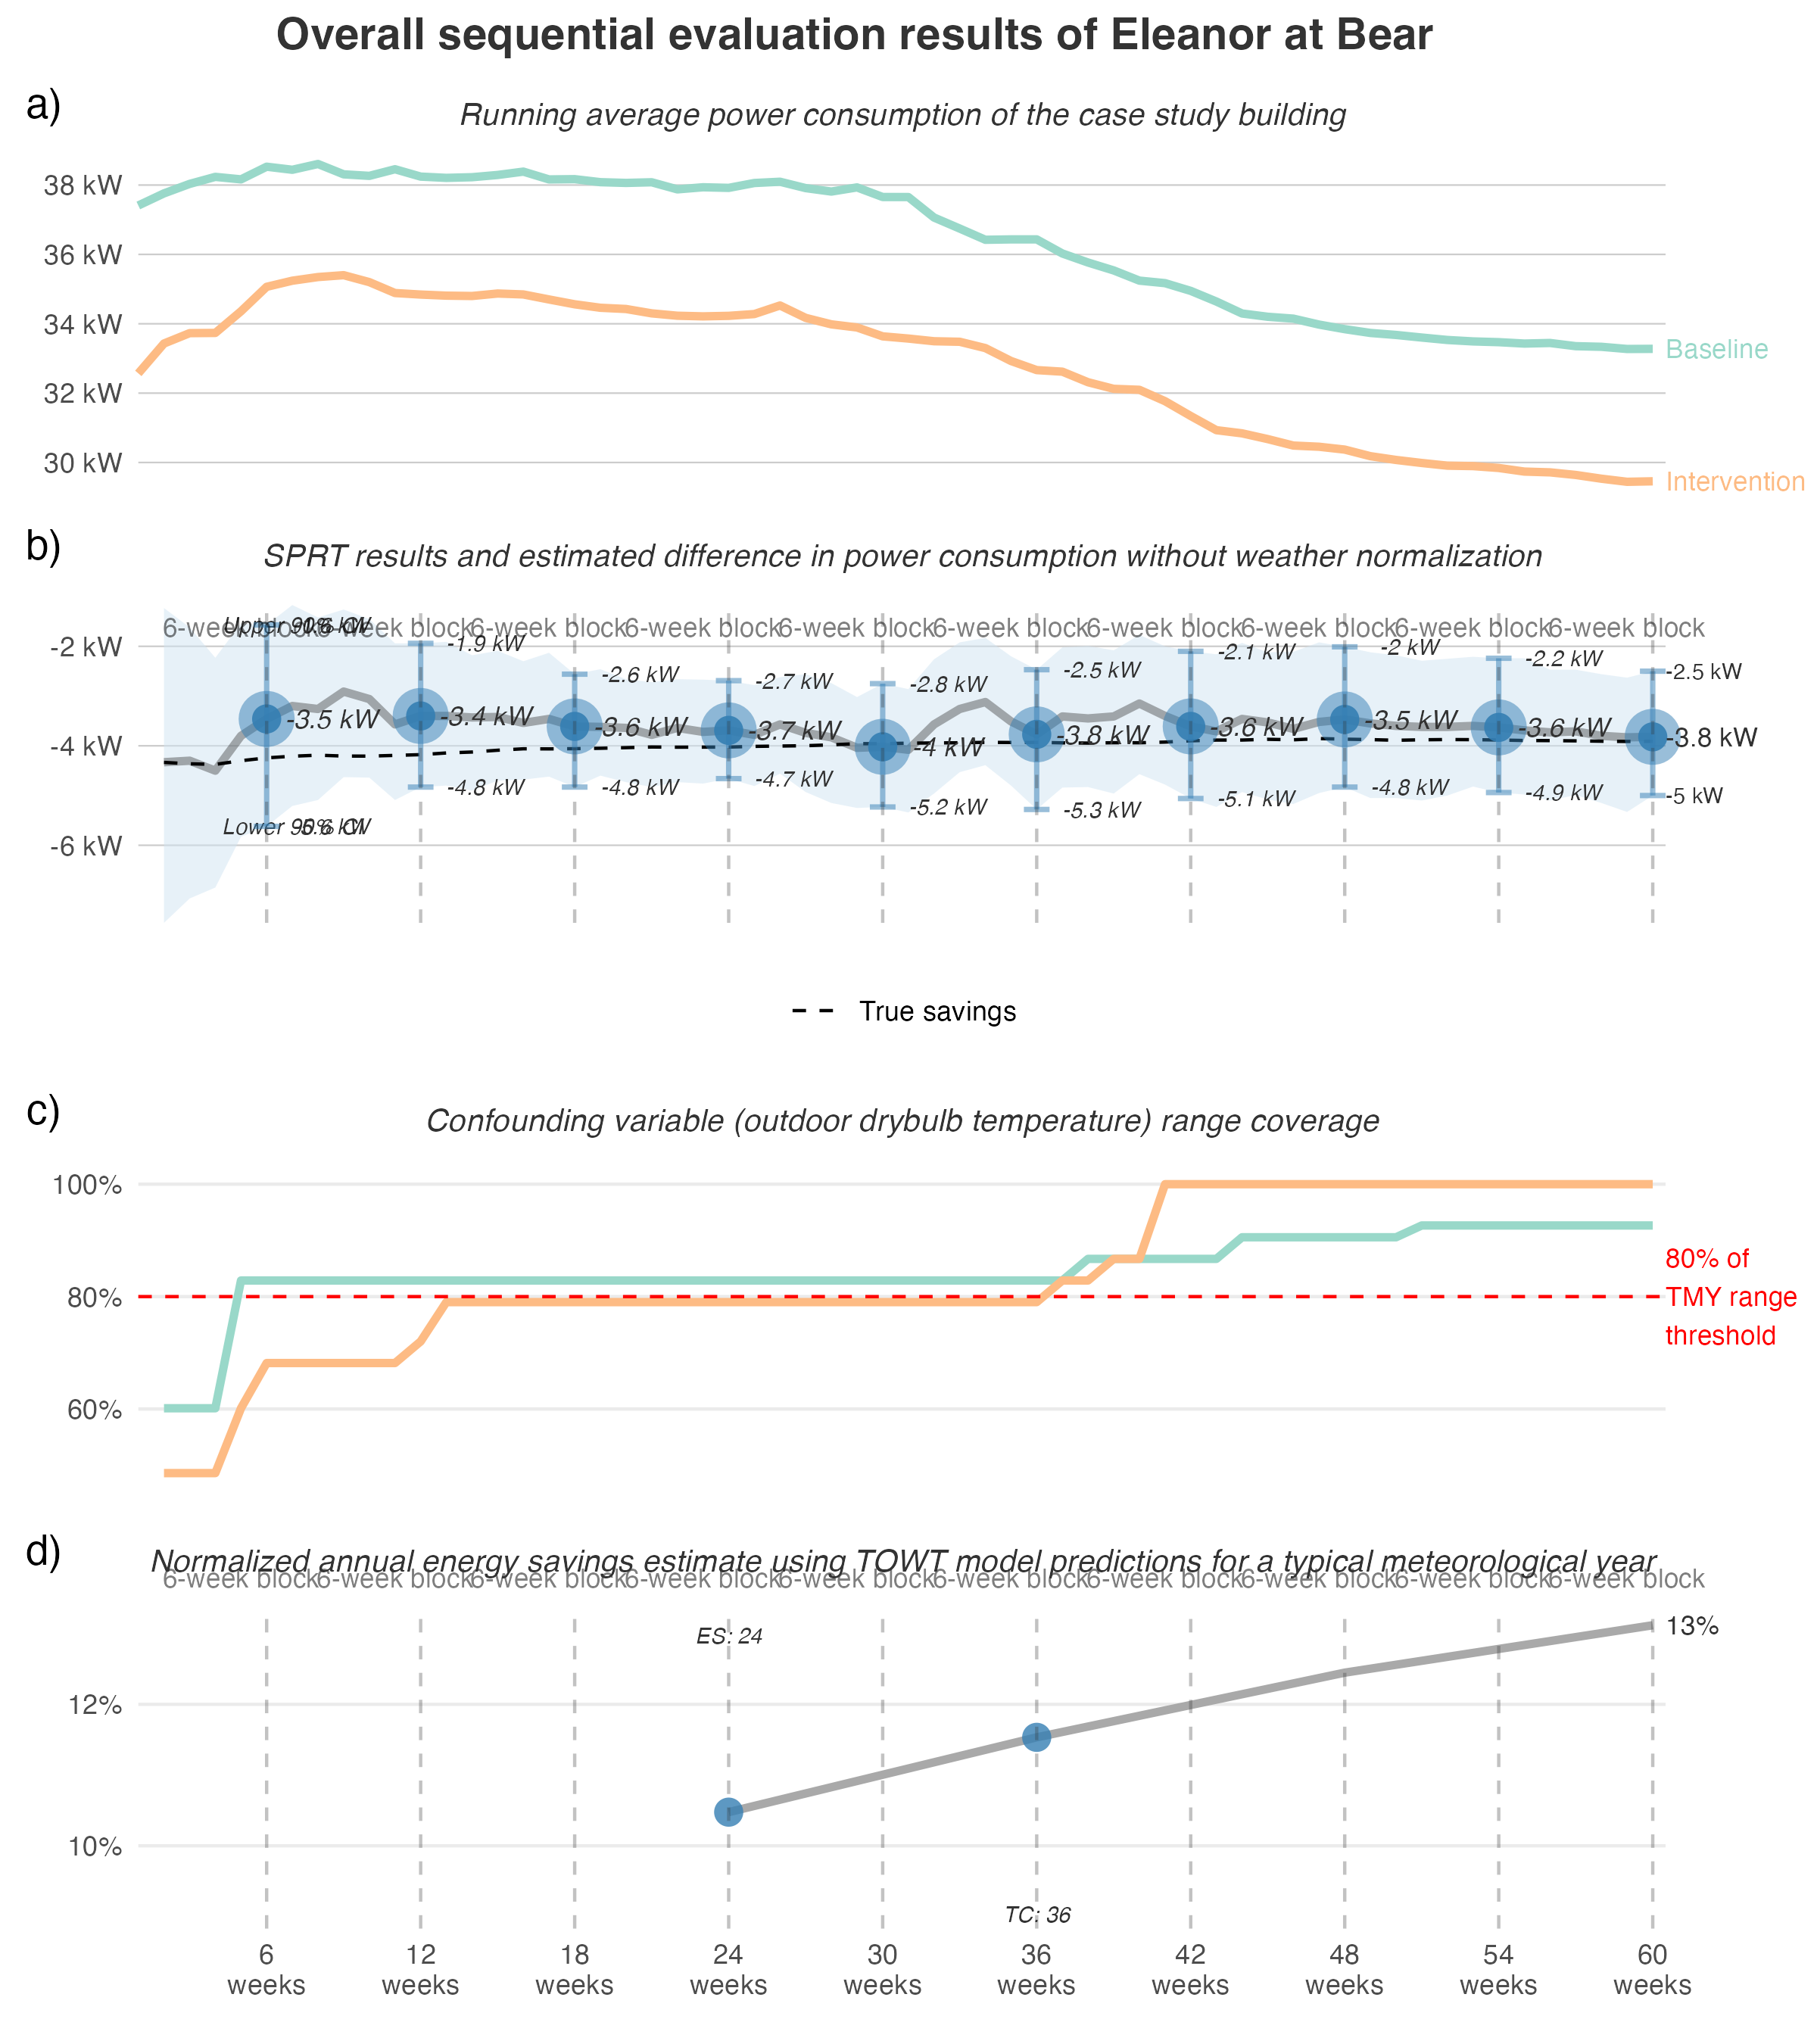 Overall sequential evaluation results of Eleanor at Bear
a)
Running average power consumption of the case study building
38 kW
36 kW
34 kW
32 kW
30 kW
Baseline
Intervention
b)
SPRT results and estimated difference in power consumption without weather normalization
6-week block 6-week block 6-week block 6-week block 6-week block 6-week block 6-week block 6-week block 6-week block 6-week block
Upper 90% CI
-1.9 kW
-2.6 kW
-2.7 kW
-2.8 kW
-2.5 kW
-2.1 kW
-2 kW
-2.2 kW
-2.5 kW
-2 kW
-4 kW
-6 kW
-3.5 kW
-3.4 kW
-3.6 kW
-3.7 kW
-4 kW
-3.8 kW
-3.6 kW
-3.5 kW
-3.6 kW
-3.8 kW
Lower 90% CI
-5.6 kW
-4.8 kW
-4.8 kW
-4.7 kW
-5.2 kW
-5.3 kW
-5.1 kW
-4.8 kW
-4.9 kW
-5 kW
True savings
c)
Confounding variable (outdoor drybulb temperature) range coverage
100%
80%
60%
80% of
TMY range
threshold
d)
Normalized annual energy savings estimate using TOWT model predictions for a typical meteorological year
6-week block 6-week block 6-week block 6-week block 6-week block 6-week block 6-week block 6-week block 6-week block 6-week block
ES: 24
13%
12%
10%
TC: 36
6 12 18 24 30 36 42 48 54 60
weeks weeks weeks weeks weeks weeks weeks weeks weeks weeks